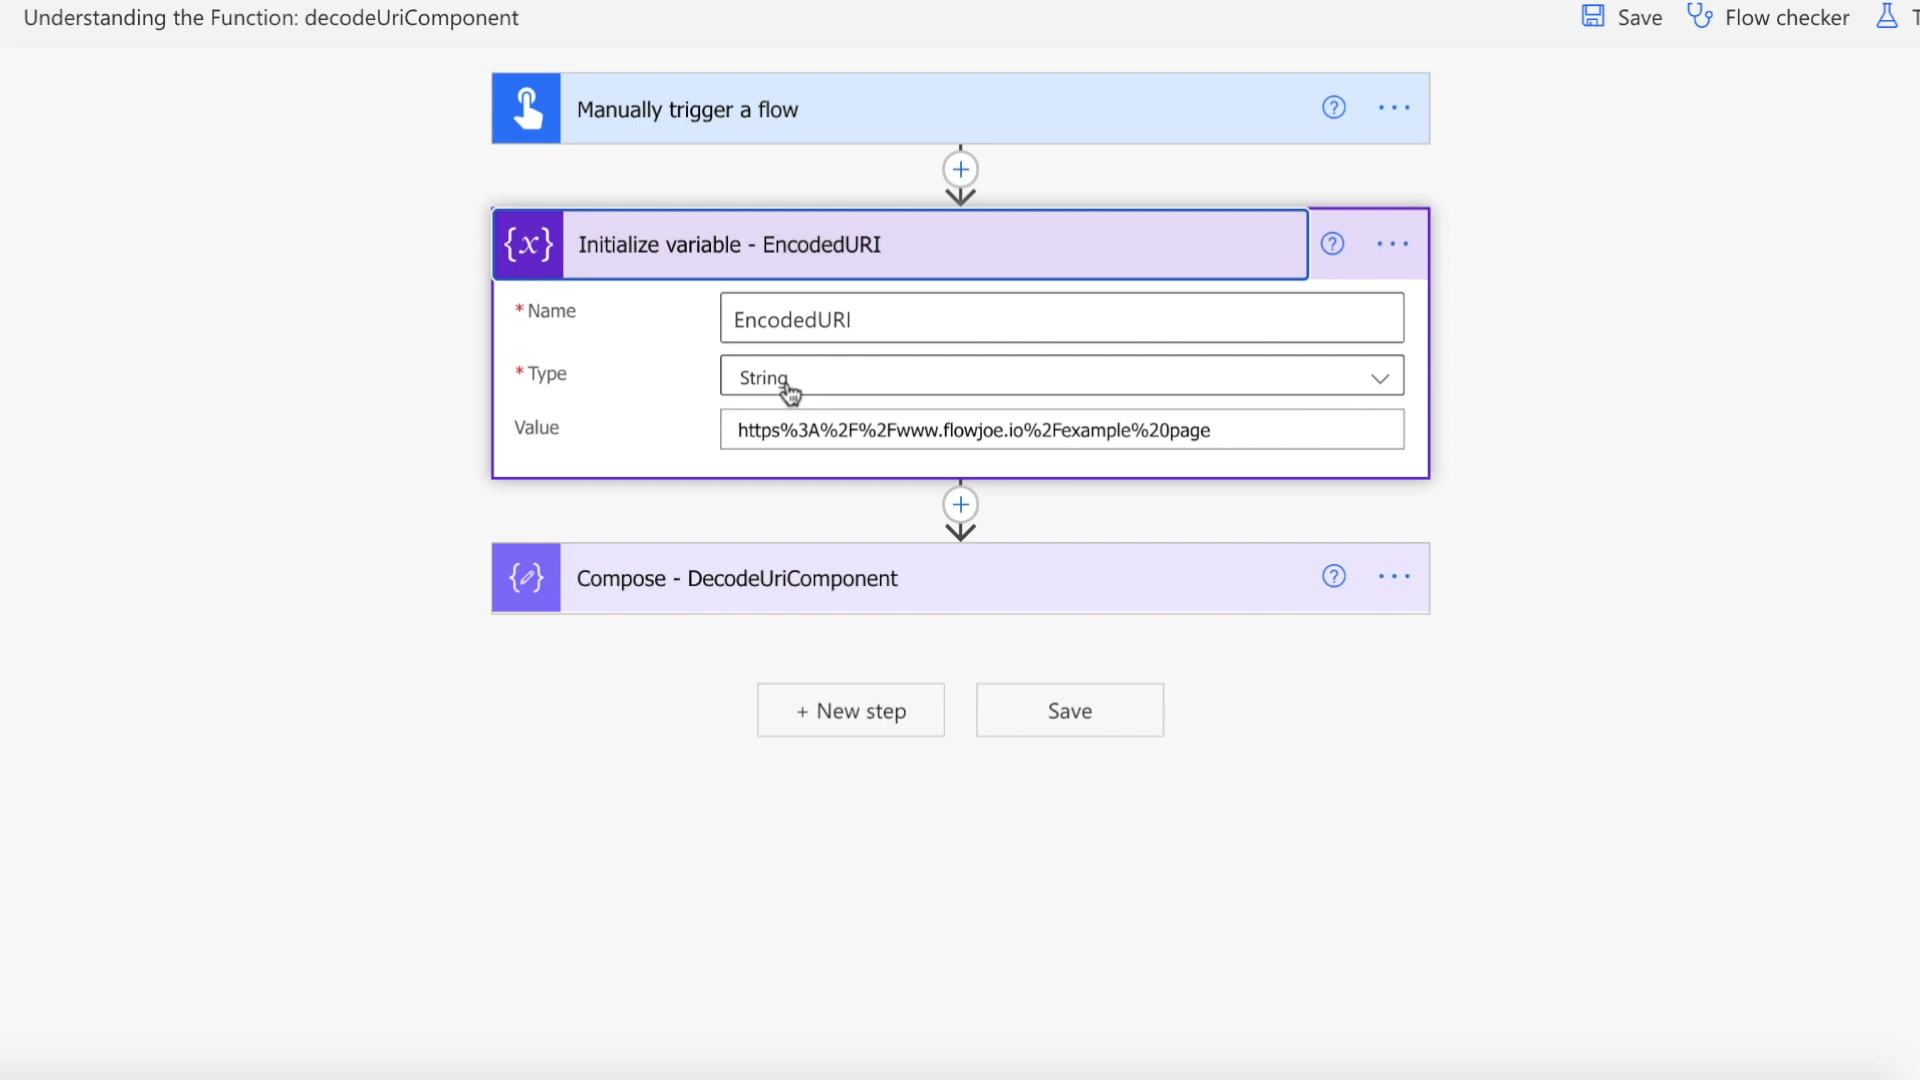 Understanding the Function: decodeUriComponent
Save
Flow checker
T
Manually trigger a flow
{x} Initialize variable - EncodedURI
* Name
EncodedURI
* Type
String
Value
https%3A%2F%2Fwww.flowjoe.io%2Fexample%20page
Compose - DecodeUriComponent
+ New step
Save